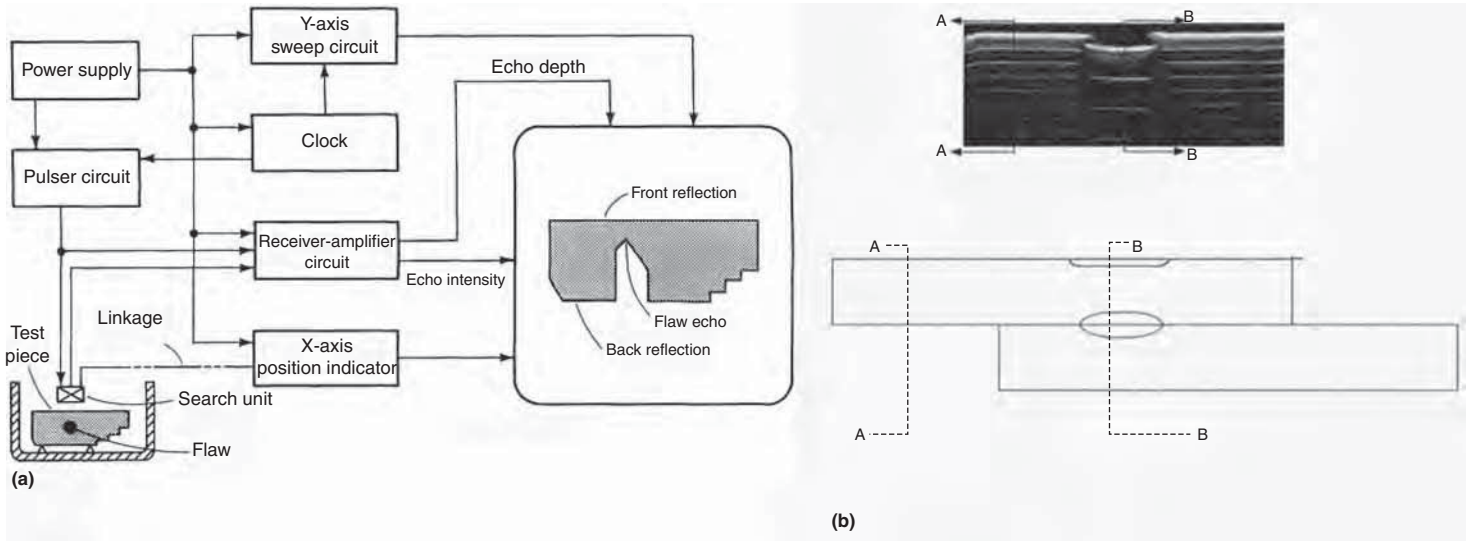 Power supply
Y-axis
sweep circuit
Echo depth
Clock
Pulser circuit
Receiver-amplifier
circuit
Echo intensity
Linkage
X-axis
position indicator
Test
piece
Search unit
Flaw
(a)
Front reflection
Flaw echo
Back reflection
A
B
A
B
A
B
A
B
(b)